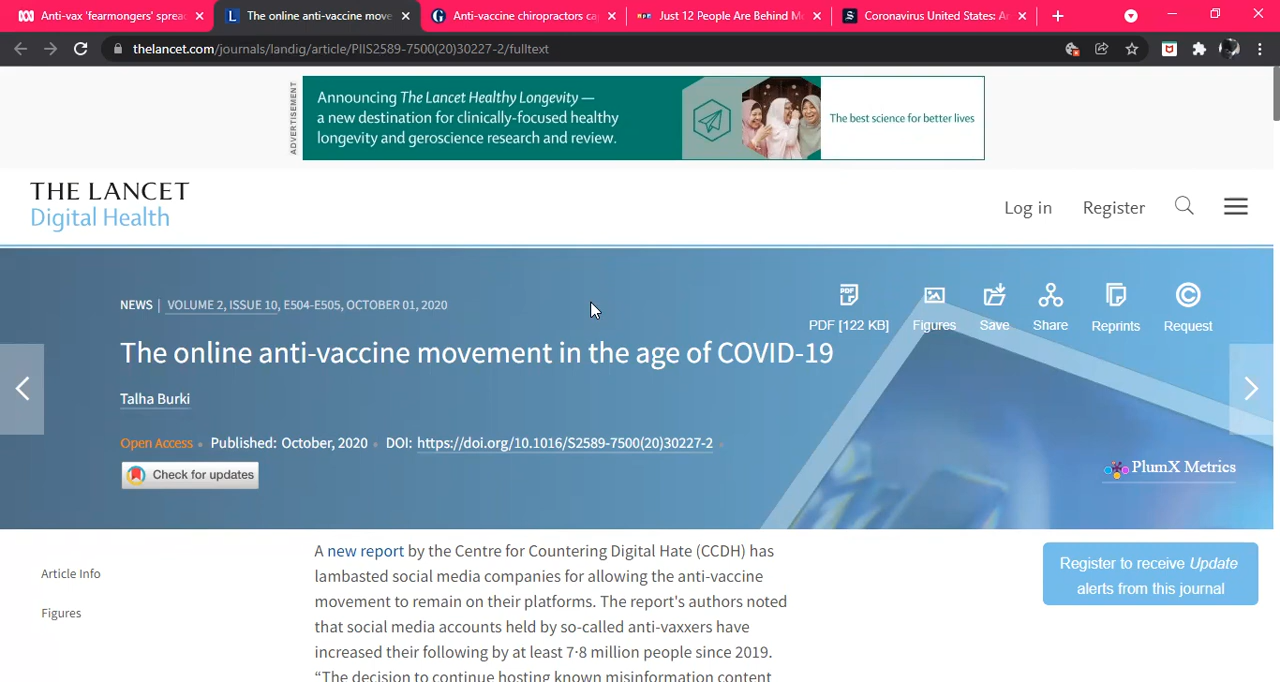 Anti-vax 'fearmongers' sprea
The online anti-vaccine move
Anti-vaccine chiropractors ca
Just 12 People Are Behind M
Coronavirus United States: A
thelancet.com/journals/landig/article/PIIS2589-7500(20)30227-2/fulltext
ADVERTISEMENT
Announcing The Lancet Healthy Longevity —
a new destination for clinically-focused healthy
longevity and geroscience research and review.
The best science for better lives
THE LANCET
Digital Health
Log in
Register
NEWS | VOLUME 2, ISSUE 10, E504-E505, OCTOBER 01, 2020
PDF [122 KB]
Figures
Save
Share
Reprints
Request
The online anti-vaccine movement in the age of COVID-19
Talha Burki
Open Access • Published: October, 2020 • DOI: https://doi.org/10.1016/S2589-7500(20)30227-2
Check for updates
PlumX Metrics
Article Info
Figures
A new report by the Centre for Countering Digital Hate (CCDH) has
lambasted social media companies for allowing the anti-vaccine
movement to remain on their platforms. The report's authors noted
that social media accounts held by so-called anti-vaxxers have
increased their following by at least 7·8 million people since 2019.
“The decision to continue hosting known misinformation content
Register to receive Update
alerts from this journal